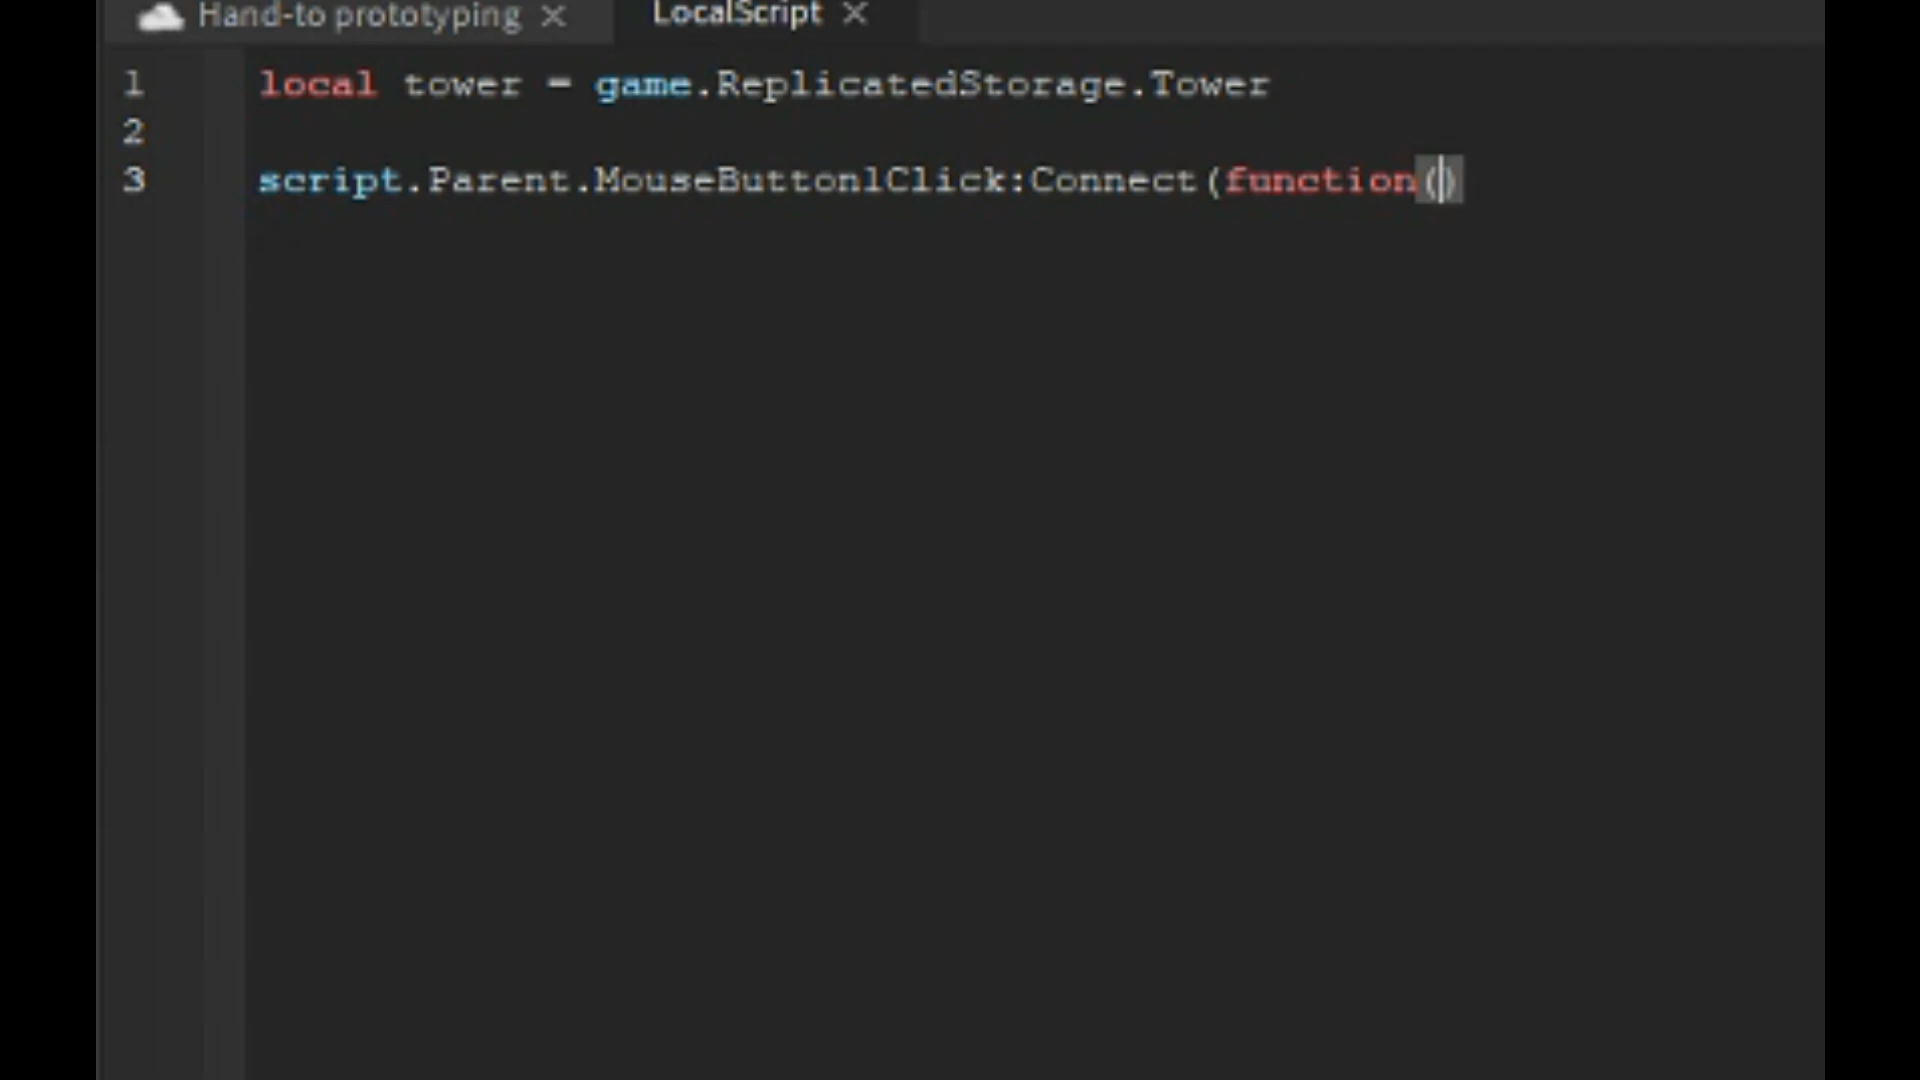 Hand-to prototyping ×
LocalScript ×
1 local tower = game.ReplicatedStorage.Tower
2
3 script.Parent.MouseButton1Click:Connect(function()